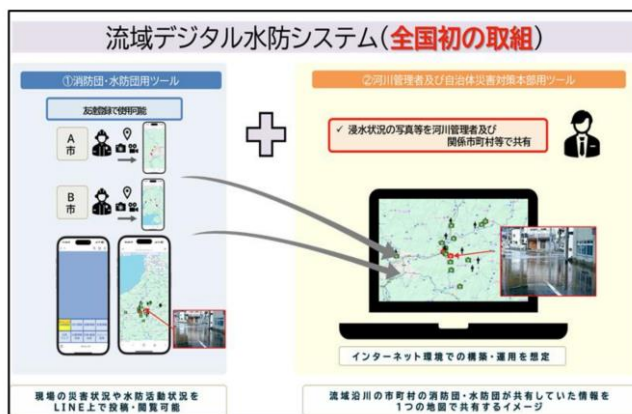 流域デジタル水防システム(全国初の取組)
①消防団・水防団用ツール
友達登録で使用可能
A
市
B
市
現場の災害状況や水防活動状況を
LINE上で投稿・閲覧可能
②河川管理者及び自治体災害対策本部用ツール
✓ 浸水状況の写真等を河川管理者及び
関係市町村等で共有
インターネット環境での構築・運用を想定
流域沿川の市町村の消防団・水防団が共有していた情報を
1つの地図で共有するイメージ